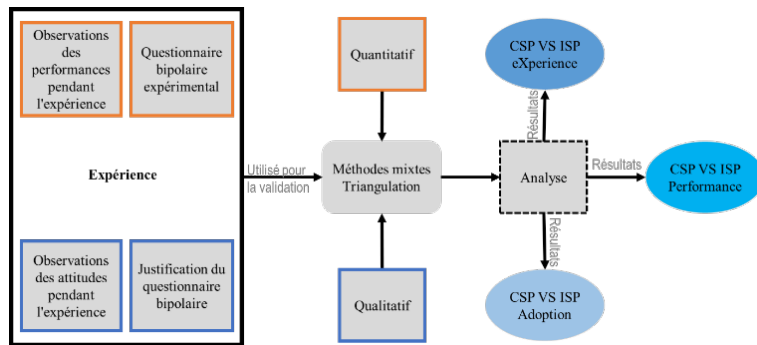 Observations
des
performances
pendant
l'expérience
Questionnaire
bipolaire
expérimental
Expérience
Observations
des attitudes
pendant
l'expérience
Justification du
questionnaire
bipolaire
Utilisé pour
la validation
Quantitatif
Méthodes mixtes
Triangulation
Qualitatif
Analyse
Résultats
CSP VS ISP
eXperience
Résultats
CSP VS ISP
Performance
Résultats
CSP VS ISP
Adoption